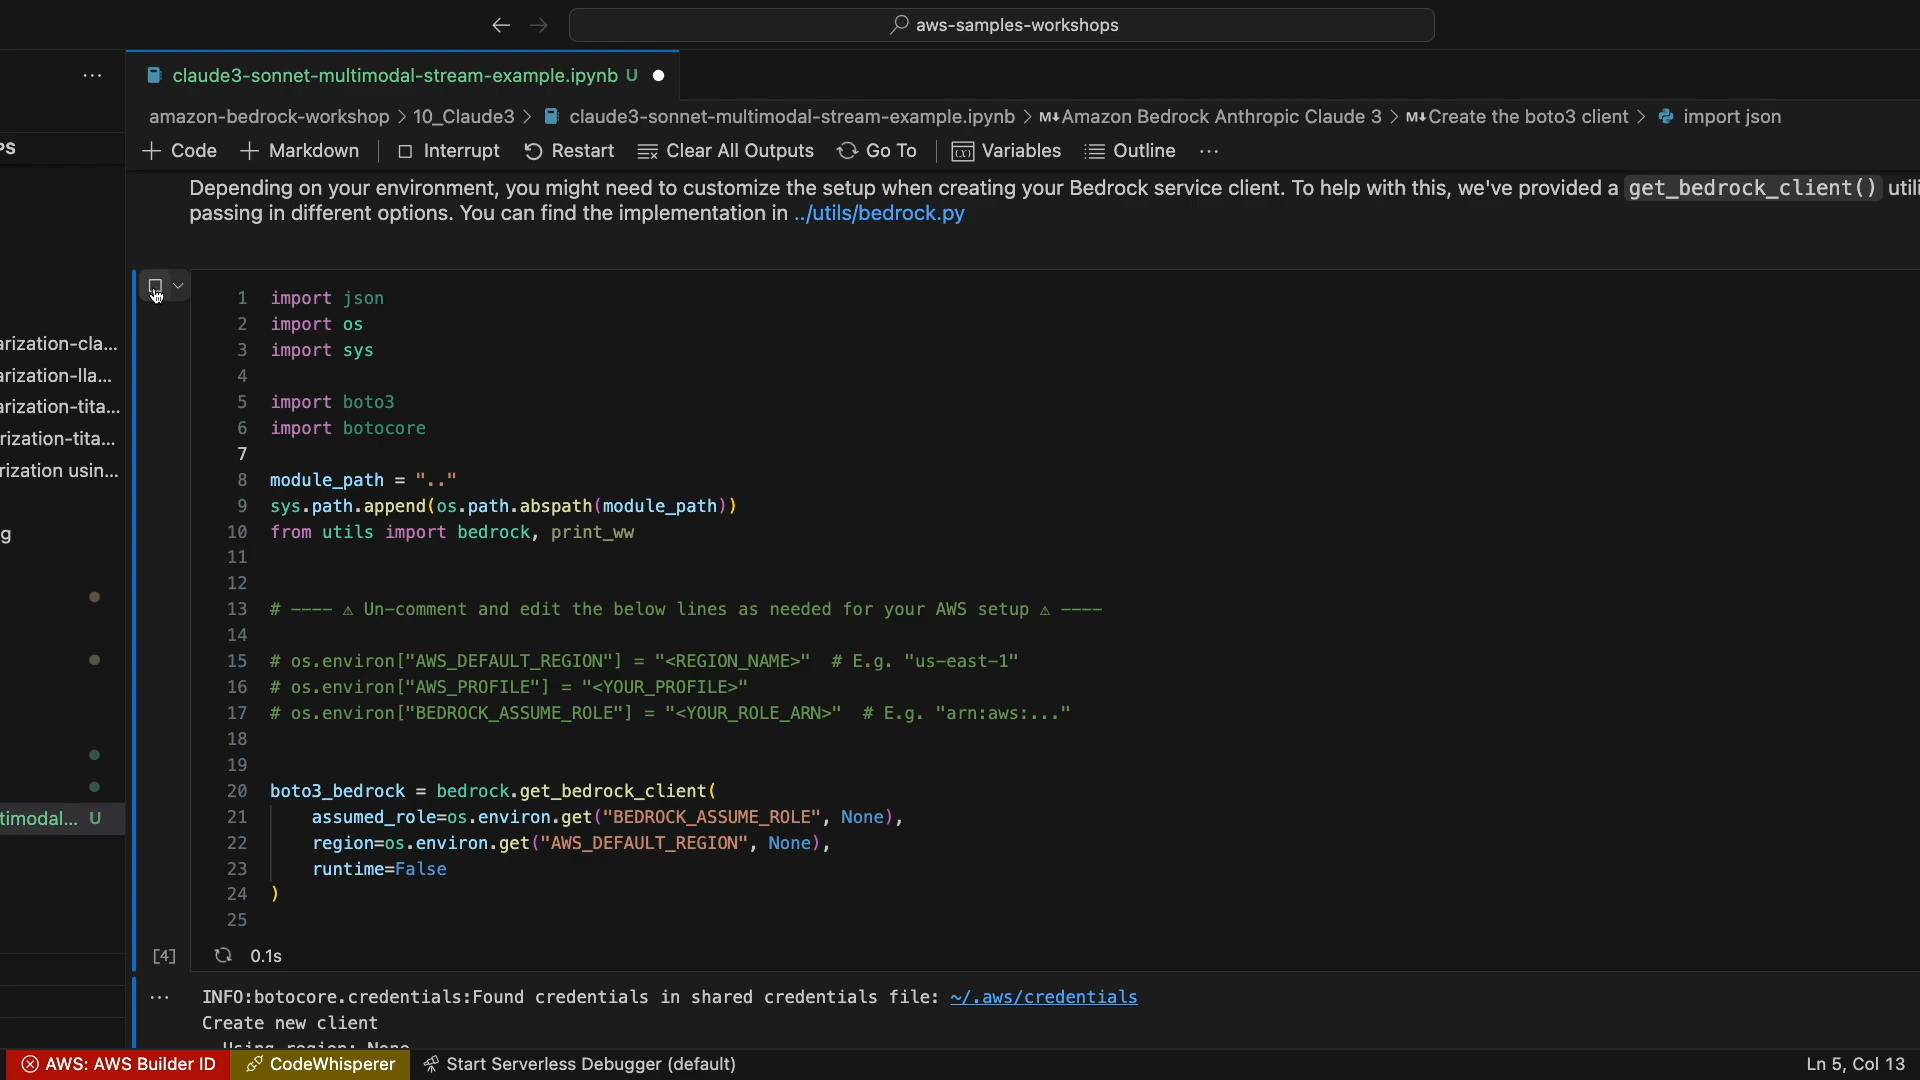 aws-samples-workshops
claude3-sonnet-multimodal-stream-example.ipynb U
amazon-bedrock-workshop > 10_Claude3 > claude3-sonnet-multimodal-stream-example.ipynb > M↓Amazon Bedrock Anthropic Claude 3 > M↓Create the boto3 client > import json
PS
+ Code + Markdown Interrupt Restart Clear All Outputs Go To Variables Outline ...
Depending on your environment, you might need to customize the setup when creating your Bedrock service client. To help with this, we've provided a get_bedrock_client() utili
passing in different options. You can find the implementation in ../utils/bedrock.py
arization-cla...
arization-lla...
arization-tita...
rization-tita...
rization usin...
g
timodal... U
1 import json
2 import os
3 import sys
4
5 import boto3
6 import botocore
7
8 module_path = ".."
9 sys.path.append(os.path.abspath(module_path))
10 from utils import bedrock, print_ww
11
12
13 # ---- ⚠ Un-comment and edit the below lines as needed for your AWS setup ⚠ ----
14
15 # os.environ["AWS_DEFAULT_REGION"] = "<REGION_NAME>" # E.g. "us-east-1"
16 # os.environ["AWS_PROFILE"] = "<YOUR_PROFILE>"
17 # os.environ["BEDROCK_ASSUME_ROLE"] = "<YOUR_ROLE_ARN>" # E.g. "arn:aws:..."
18
19
20 boto3_bedrock = bedrock.get_bedrock_client(
21 assumed_role=os.environ.get("BEDROCK_ASSUME_ROLE", None),
22 region=os.environ.get("AWS_DEFAULT_REGION", None),
23 runtime=False
24 )
25
[4] 0.1s
... INFO:botocore.credentials:Found credentials in shared credentials file: ~/.aws/credentials
Create new client
Using region: None
AWS: AWS Builder ID CodeWhisperer Start Serverless Debugger (default) Ln 5, Col 13